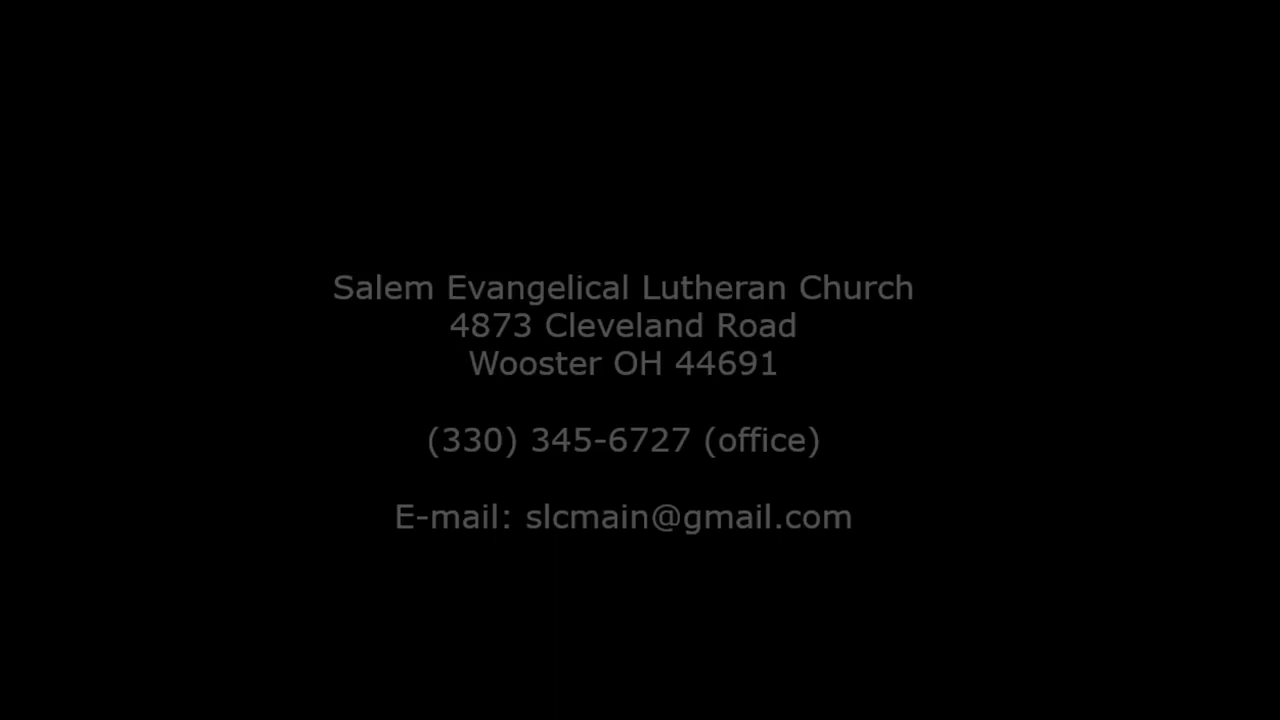 Salem Evangelical Lutheran Church
4873 Cleveland Road
Wooster OH 44691
(330) 345-6727 (office)
E-mail: slcmain@gmail.com